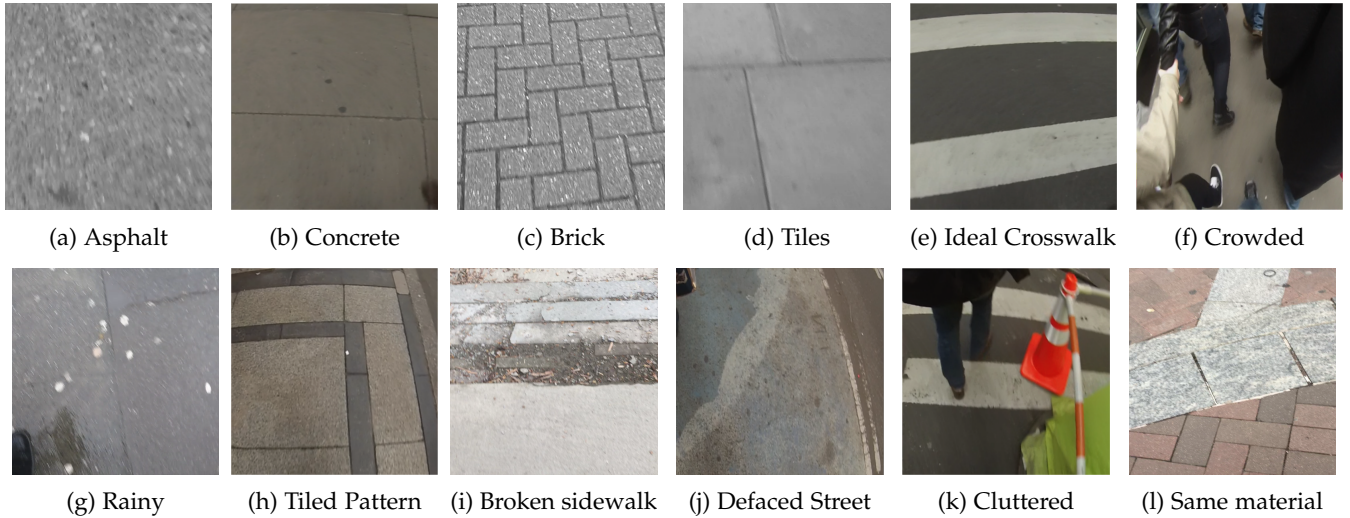 (a) Asphalt
(b) Concrete
(c) Brick
(d) Tiles
(e) Ideal Crosswalk
(f) Crowded
(g) Rainy
(h) Tiled Pattern
(i) Broken sidewalk
(j) Defaced Street
(k) Cluttered
(l) Same material